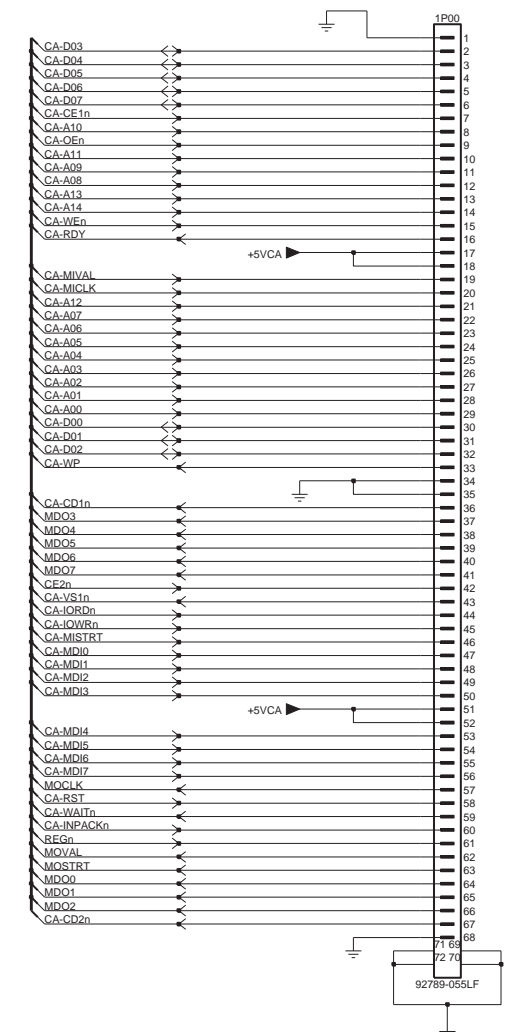 1P00
1
CA-D03 2
CA-D04 3
CA-D05 4
CA-D06 5
CA-D07 6
CA-CE1n 7
CA-A10 8
CA-OEn 9
CA-A11 10
CA-A09 11
CA-A08 12
CA-A13 13
CA-A14 14
CA-WEn 15
CA-RDY 16
+5VCA 17
18
CA-MIVAL 19
CA-MICLK 20
CA-A12 21
CA-A07 22
CA-A06 23
CA-A05 24
CA-A04 25
CA-A03 26
CA-A02 27
CA-A01 28
CA-A00 29
CA-D00 30
CA-D01 31
CA-D02 32
CA-WP 33
34
35
CA-CD1n 36
MDO3 37
MDO4 38
MDO5 39
MDO6 40
MDO7 41
CE2n 42
CA-VS1n 43
CA-IORDn 44
CA-IOWRn 45
CA-MISTRT 46
CA-MDI0 47
CA-MDI1 48
CA-MDI2 49
CA-MDI3 50
+5VCA 51
52
CA-MDI4 53
CA-MDI5 54
CA-MDI6 55
CA-MDI7 56
MOCLK 57
CA-RST 58
CA-WAITn 59
CA-INPACKn 60
REGn 61
MOVAL 62
MOSTRT 63
MDO0 64
MDO1 65
MDO2 66
CA-CD2n 67
68
71 69
72 70
92789-055LF